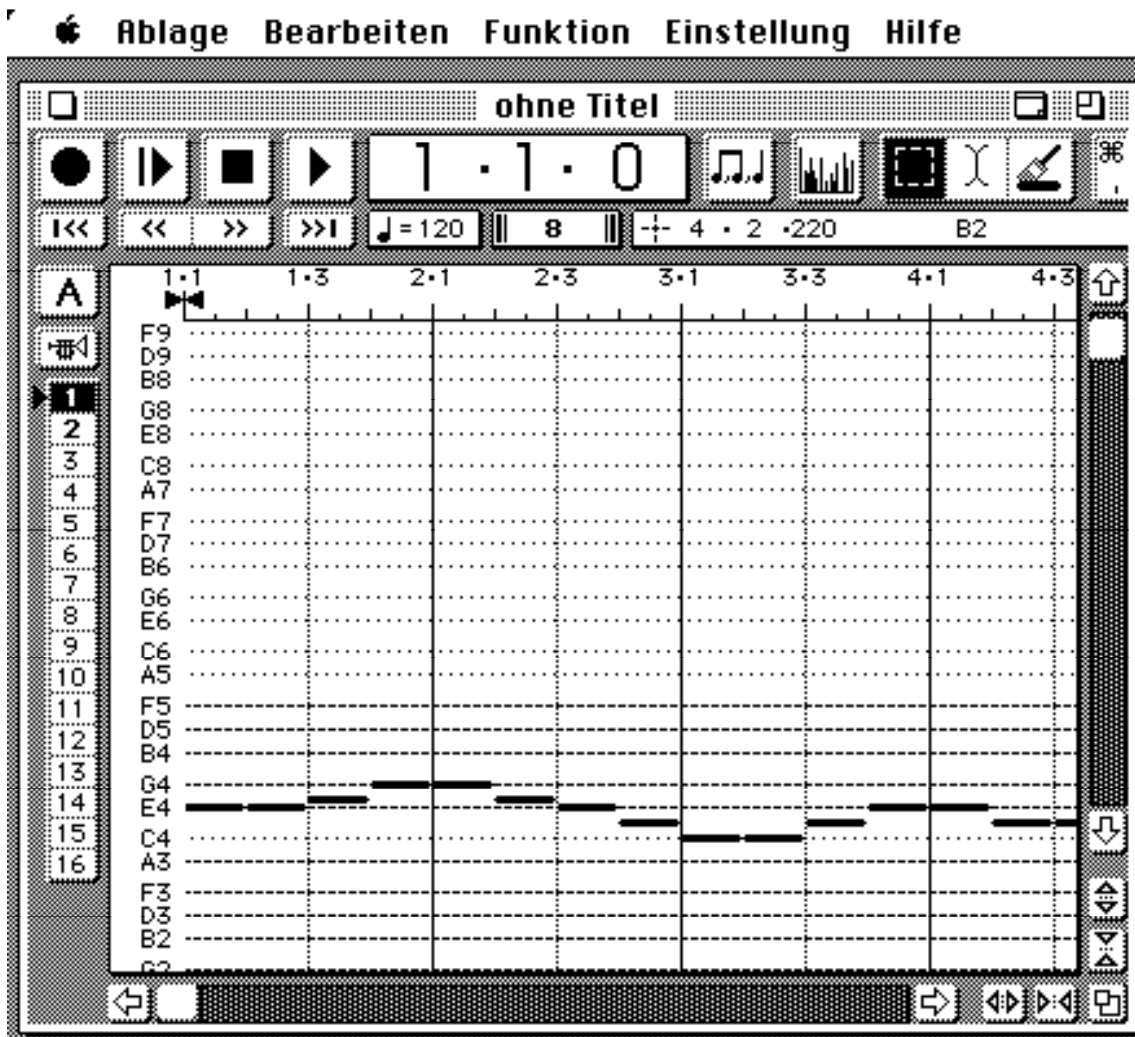 Ablage Bearbeiten Funktion Einstellung Hilfe
ohne Titel
1 · 1 · 0
⌘
I<< << >> >>I ♩= 120 8 4 · 2 ·220 B2
A
1·1 1·3 2·1 2·3 3·1 3·3 4·1 4·3
F9
D9
B8
G8
E8
C8
A7
F7
D7
B6
G6
E6
C6
A5
F5
D5
B4
G4
E4
C4
A3
F3
D3
B2
G2
1
2
3
4
5
6
7
8
9
10
11
12
13
14
15
16